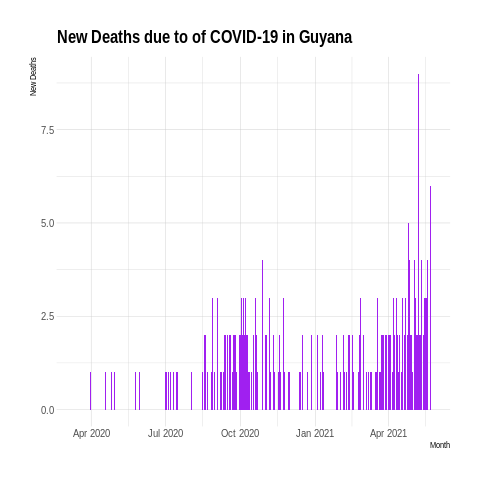 New Deaths due to of COVID-19 in Guyana
New Deaths
7.5
5.0
2.5
0.0
Apr 2020 Jul 2020 Oct 2020 Jan 2021 Apr 2021
Month